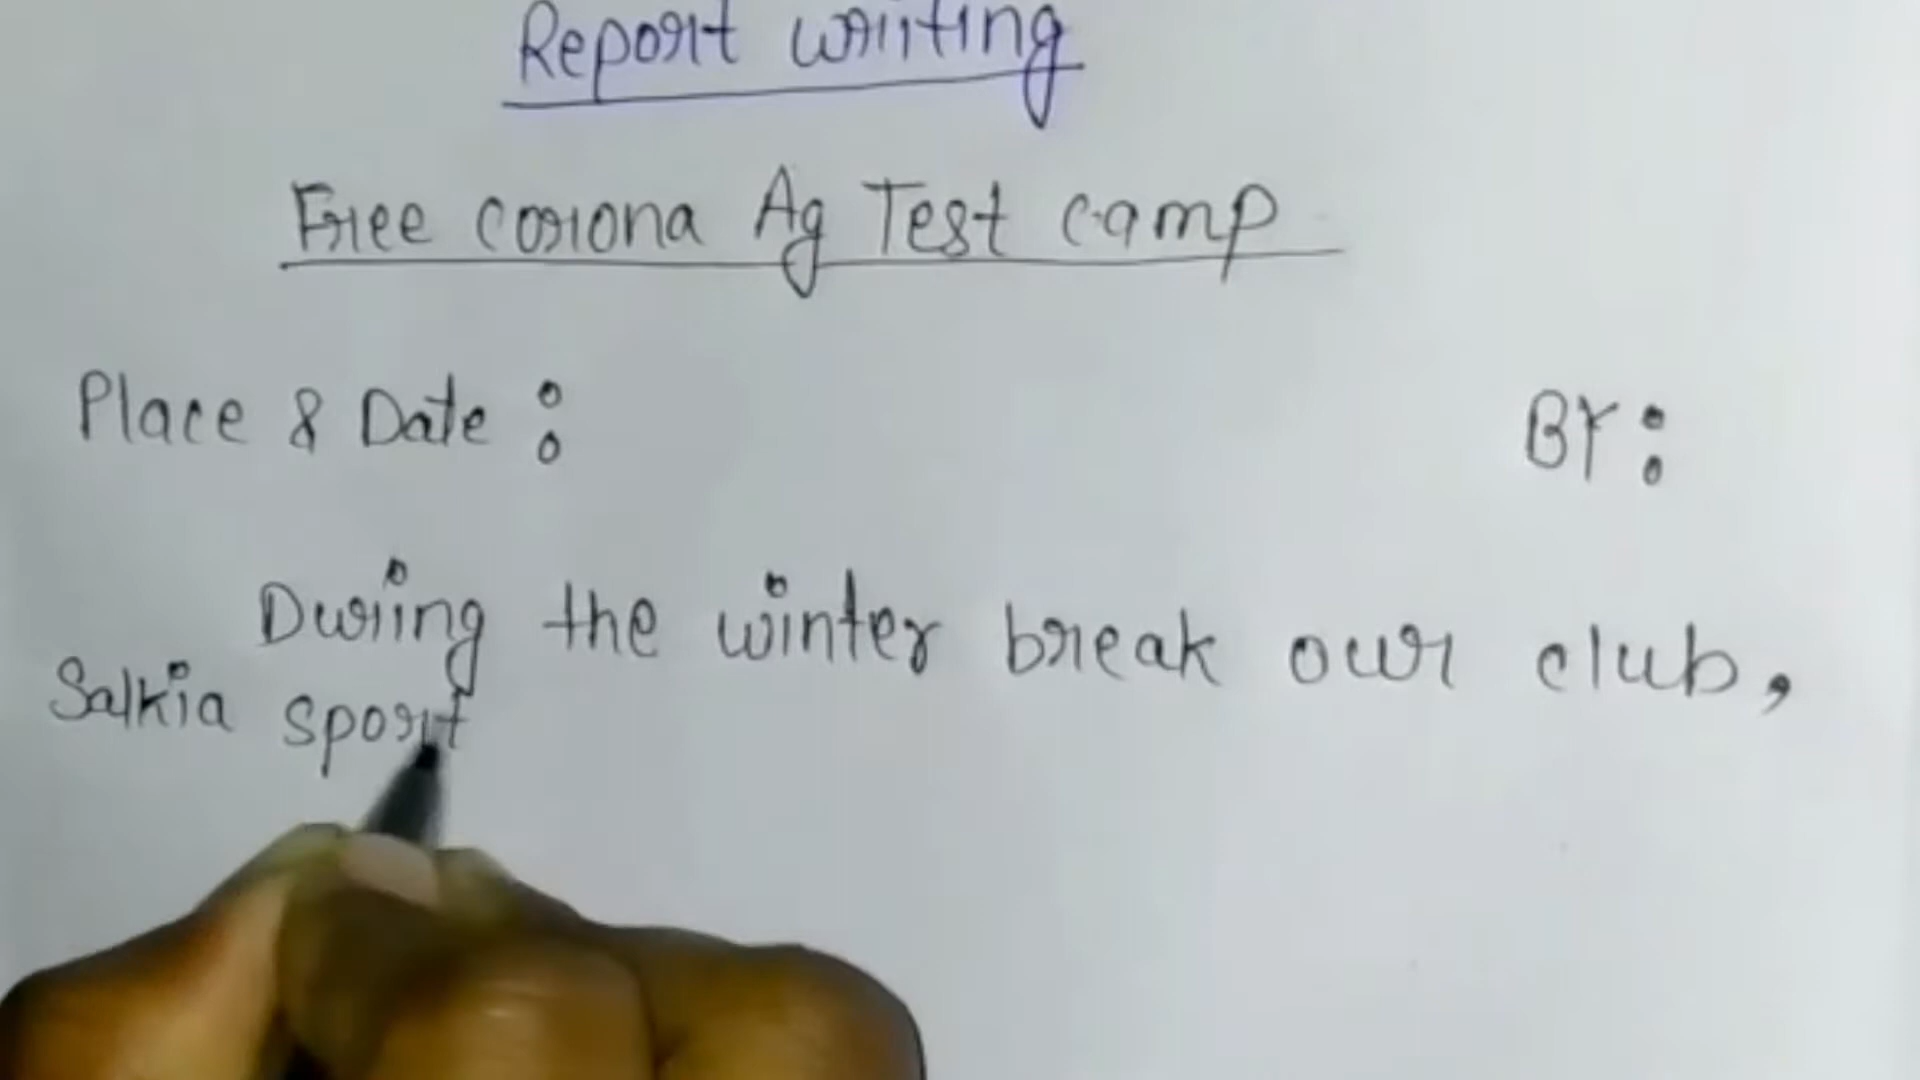 Report writing
Free corona Ag Test camp
Place & Date : BY :
During the winter break our club,
Salkia sport